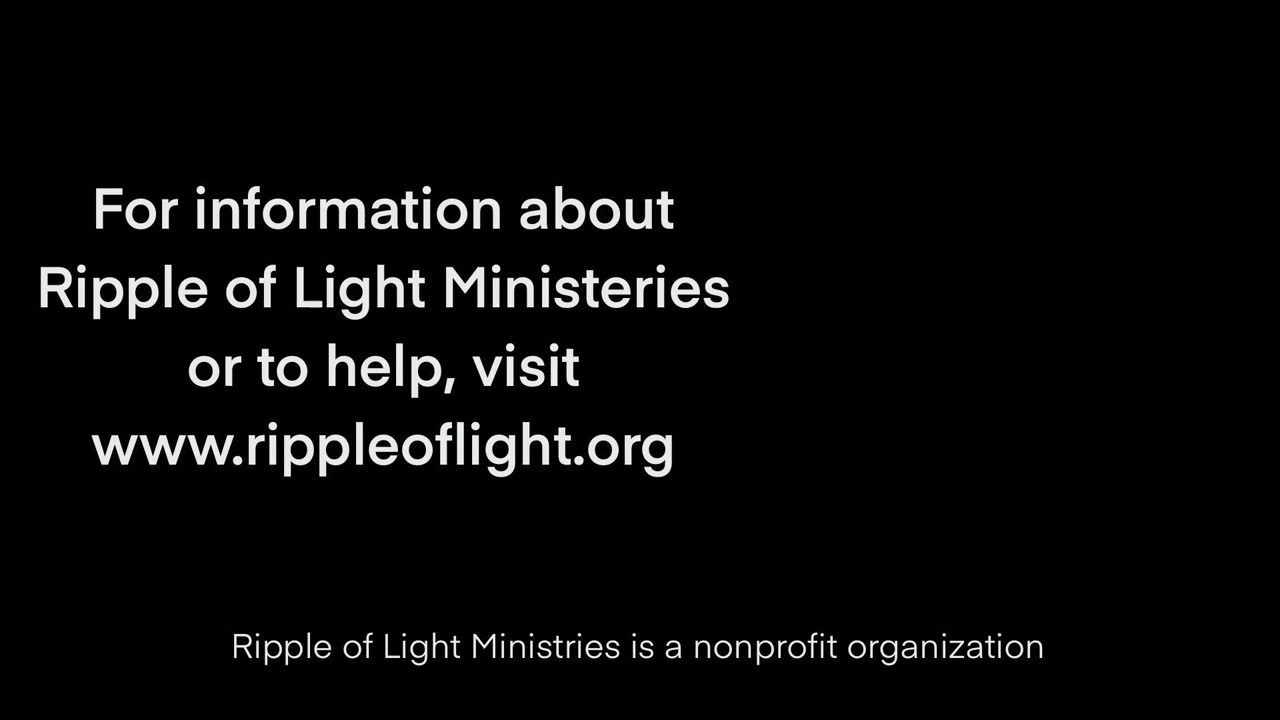 For information about
Ripple of Light Ministeries
or to help, visit
www.rippleoflight.org
Ripple of Light Ministries is a nonprofit organization